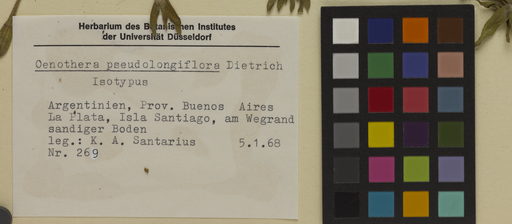 Herbarium des Botanischen Institutes
der Universität Düsseldorf
Oenothera pseudolongiflora Dietrich
Isotypus
Argentinien, Prov. Buenos Aires
La Plata, Isla Santiago, am Wegrand
sandiger Boden
leg.: K. A. Santarius 5.1.68
Nr. 269